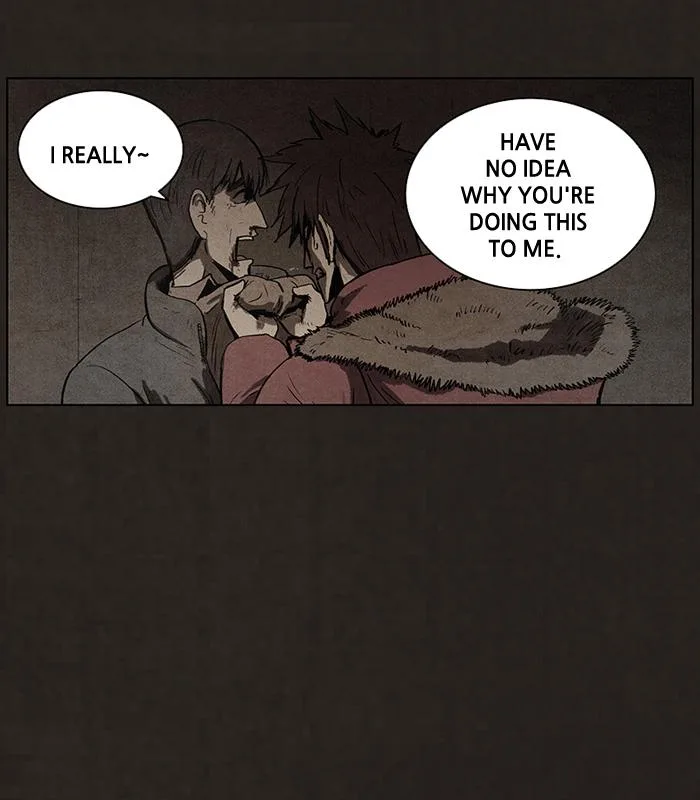 I REALLY~
HAVE
NO IDEA
WHY YOU'RE
DOING THIS
TO ME.